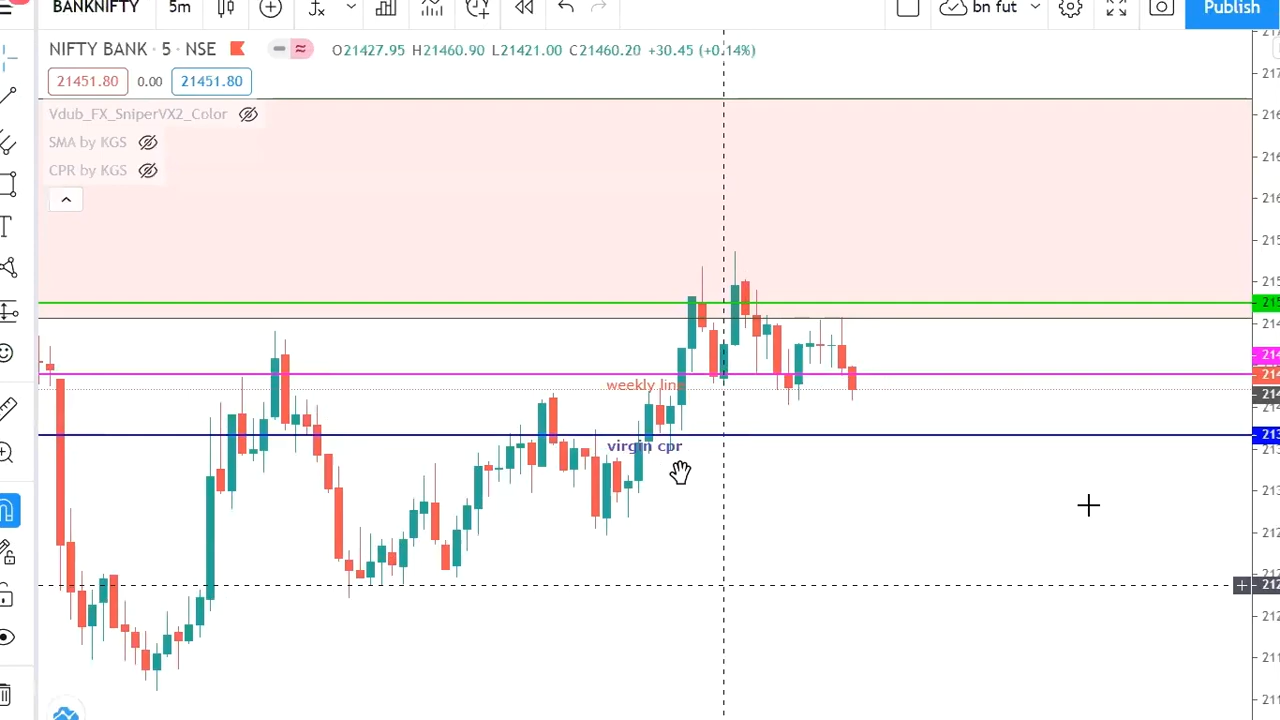 BANKNIFTY 5m bn fut Publish
NIFTY BANK · 5 · NSE O21427.95 H21460.90 L21421.00 C21460.20 +30.45 (+0.14%)
21451.80 0.00 21451.80
Vdub_FX_SniperVX2_Color
SMA by KGS
CPR by KGS
weekly line
virgin cpr